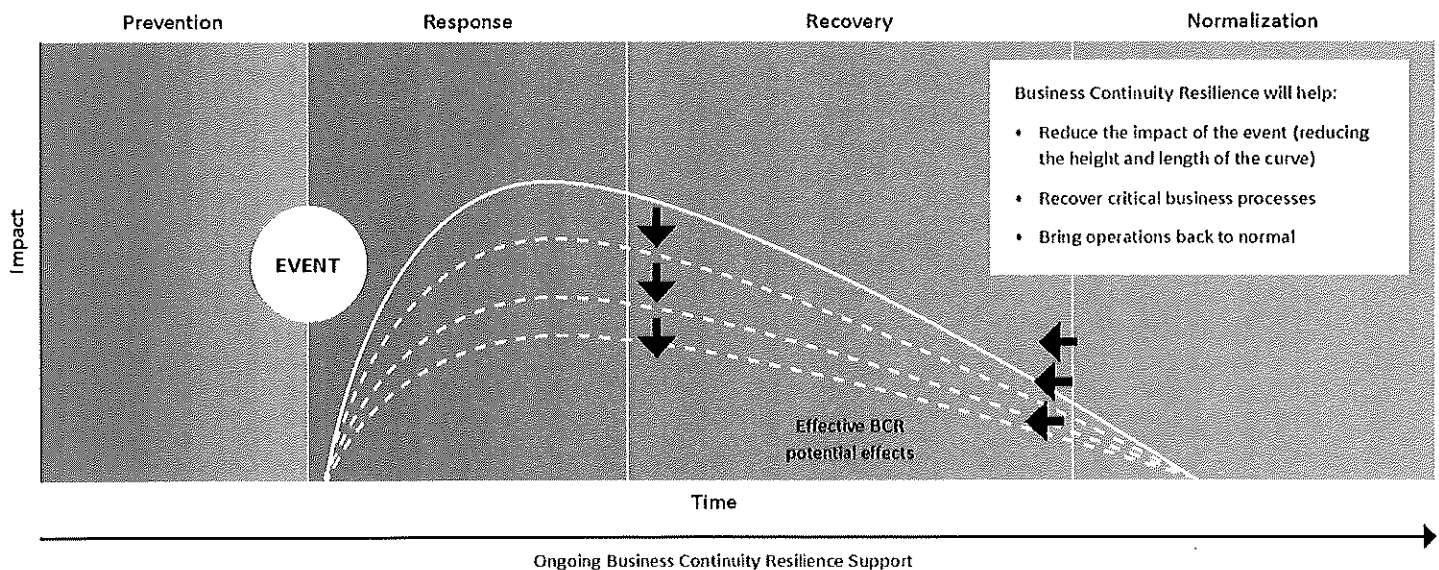 Prevention
Response
Recovery
Normalization
Business Continuity Resilience will help:
• Reduce the impact of the event (reducing
the height and length of the curve)
• Recover critical business processes
• Bring operations back to normal
Impact
EVENT
Effective BCR
potential effects
Time
Ongoing Business Continuity Resilience Support